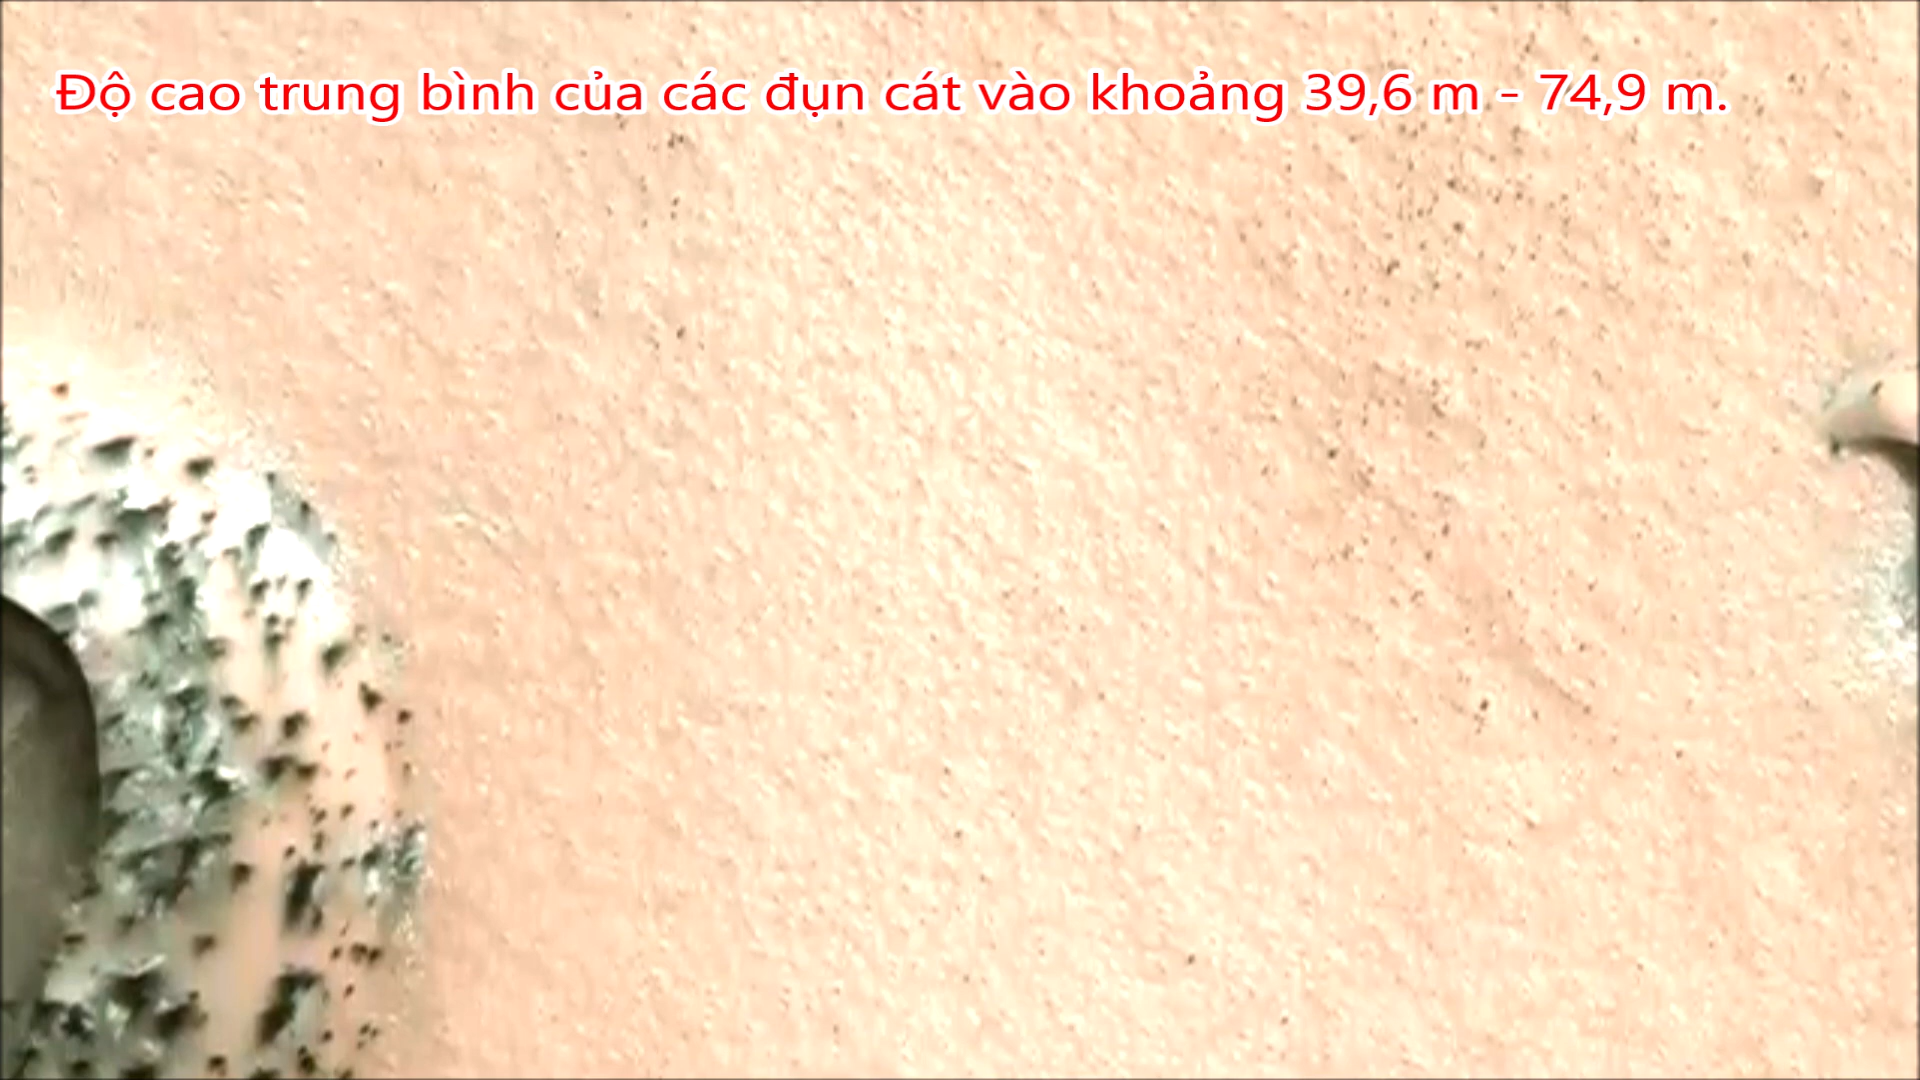 Độ cao trung bình của các đụn cát vào khoảng 39,6 m - 74,9 m.